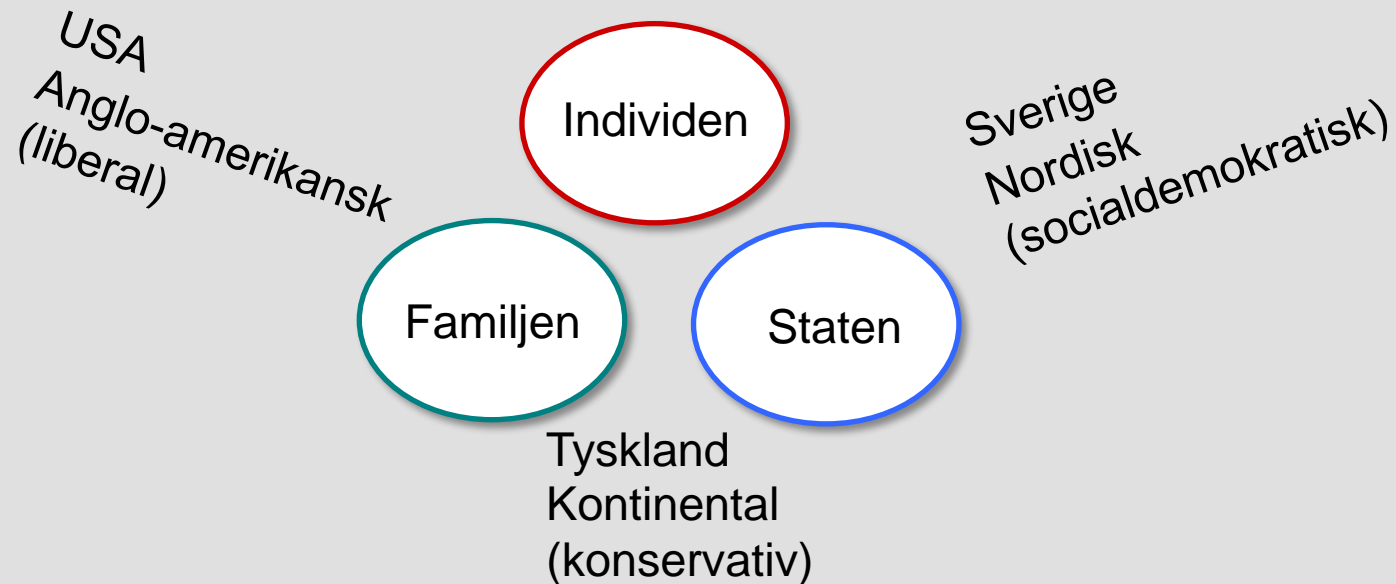 USA
Anglo-amerikansk
(liberal)
Individen
Sverige
Nordisk
(socialdemokratisk)
Familjen
Staten
Tyskland
Kontinental
(konservativ)